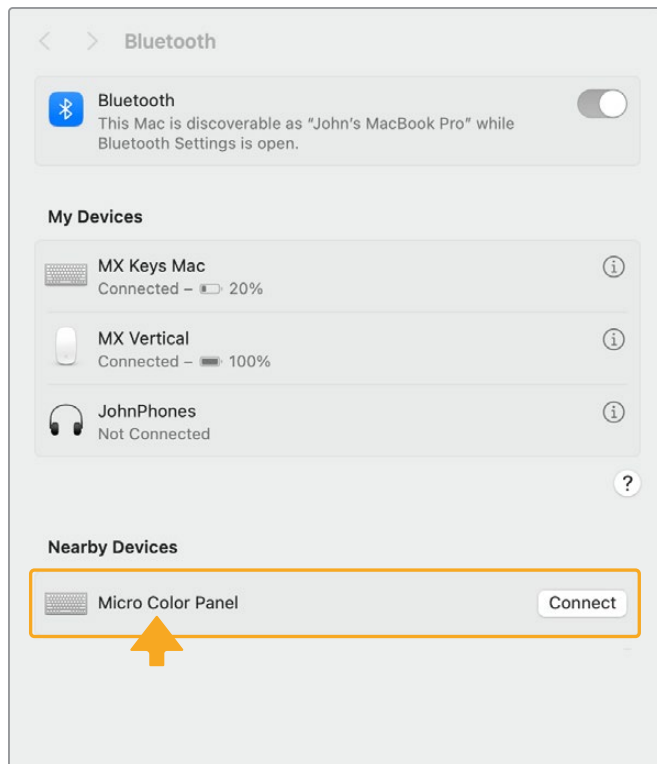 Bluetooth
Bluetooth
This Mac is discoverable as "John's MacBook Pro" while
Bluetooth Settings is open.
My Devices
MX Keys Mac
Connected – 20%
MX Vertical
Connected – 100%
JohnPhones
Not Connected
?
Nearby Devices
Micro Color Panel
Connect